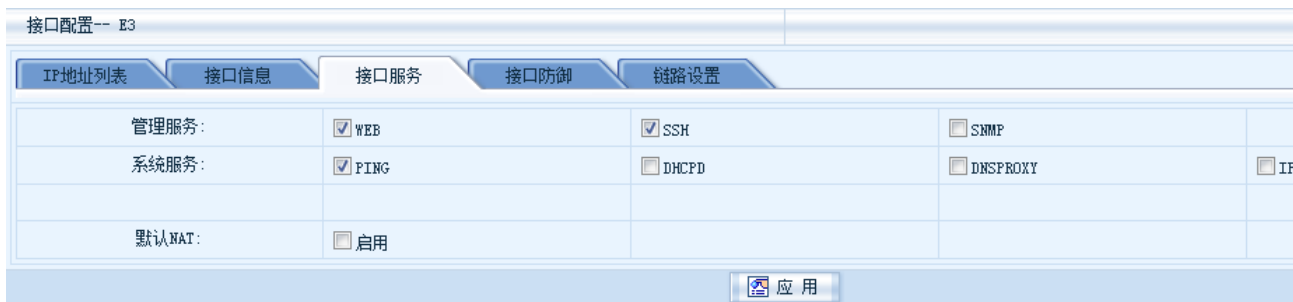 接口配置-- E3
IP地址列表 接口信息 接口服务 接口防御 链路设置
管理服务: WEB SSH SNMP
系统服务: PING DHCPD DNSPROXY
默认NAT: 启用
应 用